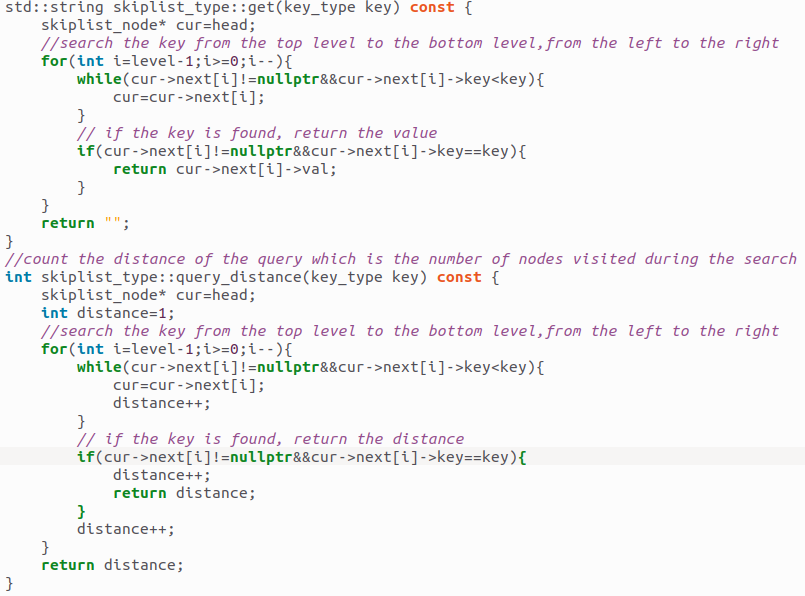 std::string skiplist_type::get(key_type key) const {
    skiplist_node* cur=head;
    //search the key from the top level to the bottom level,from the left to the right
    for(int i=level-1;i>=0;i--){
        while(cur->next[i]!=nullptr&&cur->next[i]->key<key){
            cur=cur->next[i];
        }
        // if the key is found, return the value
        if(cur->next[i]!=nullptr&&cur->next[i]->key==key){
            return cur->next[i]->val;
        }
    }
    return "";
}
//count the distance of the query which is the number of nodes visited during the search
int skiplist_type::query_distance(key_type key) const {
    skiplist_node* cur=head;
    int distance=1;
    //search the key from the top level to the bottom level,from the left to the right
    for(int i=level-1;i>=0;i--){
        while(cur->next[i]!=nullptr&&cur->next[i]->key<key){
            cur=cur->next[i];
            distance++;
        }
        // if the key is found, return the distance
        if(cur->next[i]!=nullptr&&cur->next[i]->key==key){
            distance++;
            return distance;
        }
        distance++;
    }
    return distance;
}